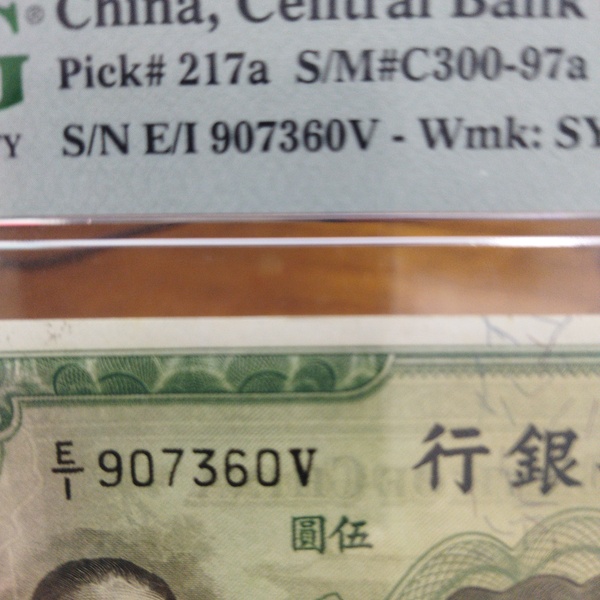 China, Central Bank
Pick# 217a S/M#C300-97a
S/N E/I 907360V - Wmk: SY
E/I 907360V
行銀
圓伍